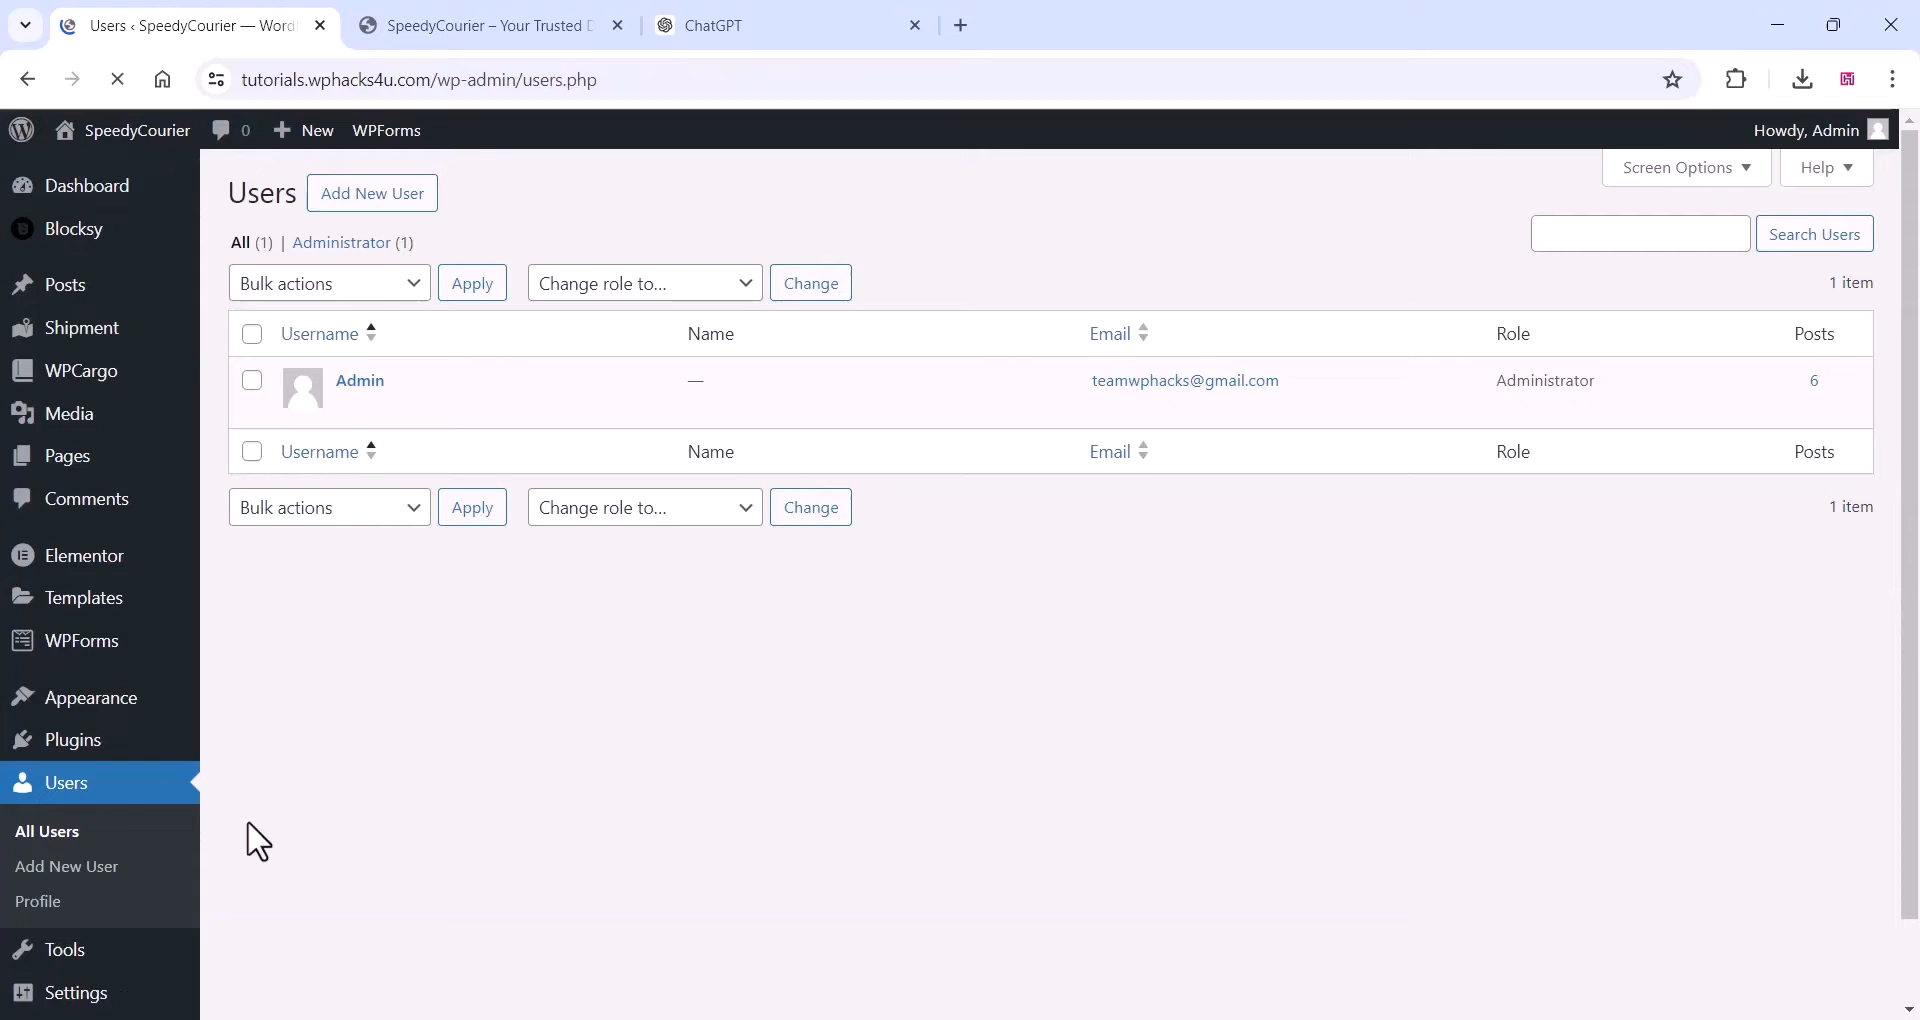 Users ‹ SpeedyCourier — Word
SpeedyCourier – Your Trusted D
ChatGPT
tutorials.wphacks4u.com/wp-admin/users.php
SpeedyCourier 0 New WPForms Howdy, Admin
Screen Options Help
Dashboard
Blocksy
Posts
Shipment
WPCargo
Media
Pages
Comments
Elementor
Templates
WPForms
Appearance
Plugins
Users
All Users
Add New User
Profile
Tools
Settings
Users Add New User
All (1) | Administrator (1)
Search Users
Bulk actions Apply Change role to... Change 1 item
Username Name Email Role Posts
Admin — teamwphacks@gmail.com Administrator 6
Username Name Email Role Posts
Bulk actions Apply Change role to... Change 1 item